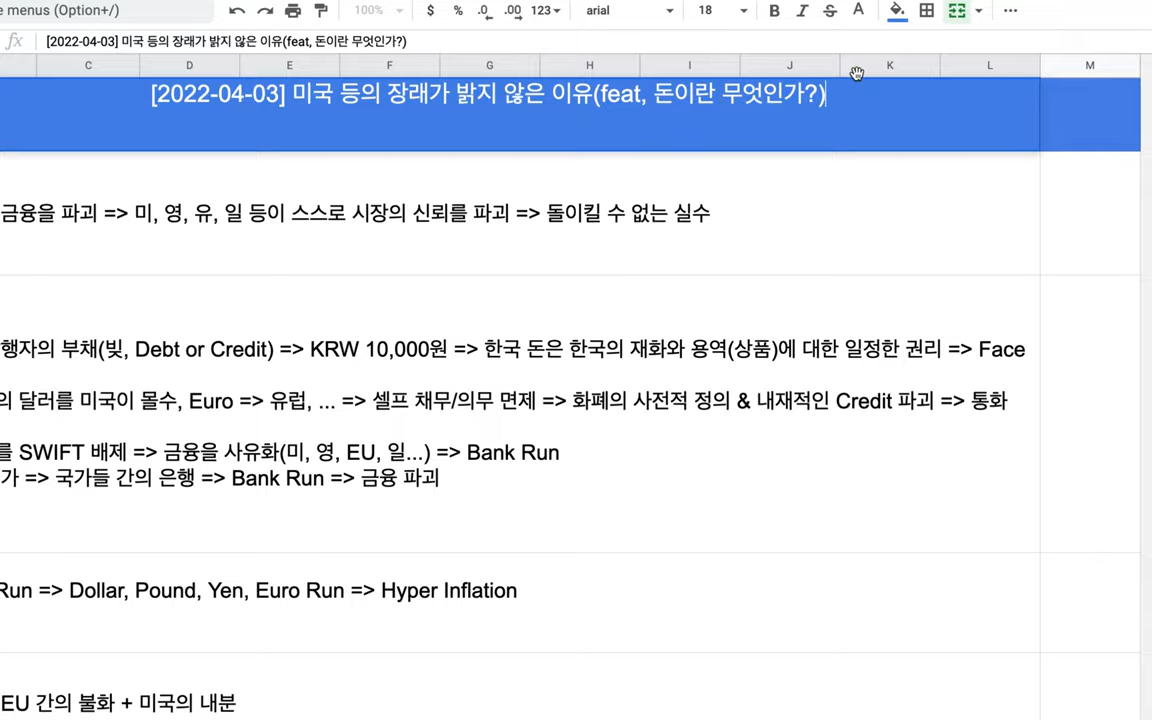 e menus (Option+/) 100% $ % .0 .00 123 arial 18 B I S A
fx [2022-04-03] 미국 등의 장래가 밝지 않은 이유(feat, 돈이란 무엇인가?)
C D E F G H I J K L M
[2022-04-03] 미국 등의 장래가 밝지 않은 이유(feat, 돈이란 무엇인가?)
금융을 파괴 => 미, 영, 유, 일 등이 스스로 시장의 신뢰를 파괴 => 돌이킬 수 없는 실수
행자의 부채(빚, Debt or Credit) => KRW 10,000원 => 한국 돈은 한국의 재화와 용역(상품)에 대한 일정한 권리 => Face
의 달러를 미국이 몰수, Euro => 유럽, ... => 셀프 채무/의무 면제 => 화폐의 사전적 정의 & 내재적인 Credit 파괴 => 통화
를 SWIFT 배제 => 금융을 사유화(미, 영, EU, 일...) => Bank Run
가 => 국가들 간의 은행 => Bank Run => 금융 파괴
Run => Dollar, Pound, Yen, Euro Run => Hyper Inflation
EU 간의 불화 + 미국의 내분